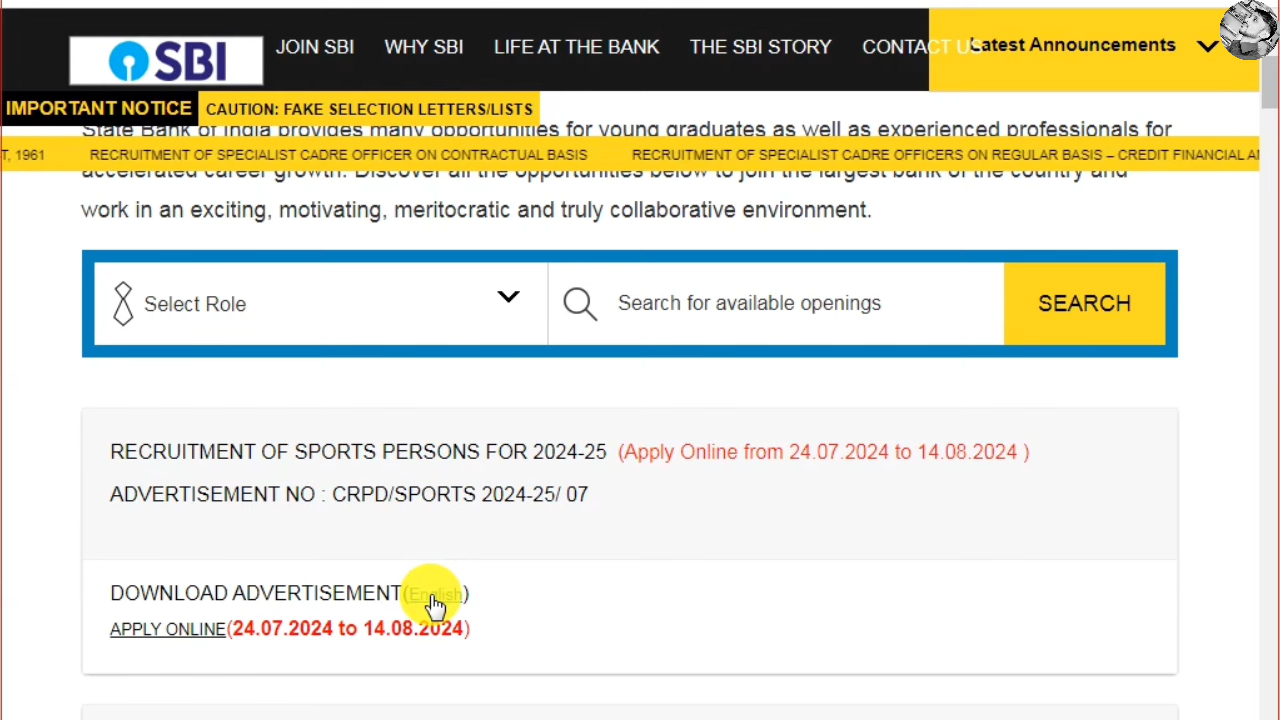 SBI
JOIN SBI
WHY SBI
LIFE AT THE BANK
THE SBI STORY
CONTACT US
Latest Announcements
IMPORTANT NOTICE
CAUTION: FAKE SELECTION LETTERS/LISTS
State Bank of India provides many opportunities for young graduates as well as experienced professionals for
T, 1961 RECRUITMENT OF SPECIALIST CADRE OFFICER ON CONTRACTUAL BASIS RECRUITMENT OF SPECIALIST CADRE OFFICERS ON REGULAR BASIS – CREDIT FINANCIAL AN
accelerated career growth. Discover all the opportunities below to join the largest bank of the country and
work in an exciting, motivating, meritocratic and truly collaborative environment.
Select Role
Search for available openings
SEARCH
RECRUITMENT OF SPORTS PERSONS FOR 2024-25 (Apply Online from 24.07.2024 to 14.08.2024 )
ADVERTISEMENT NO : CRPD/SPORTS 2024-25/ 07
DOWNLOAD ADVERTISEMENT(English)
APPLY ONLINE(24.07.2024 to 14.08.2024)